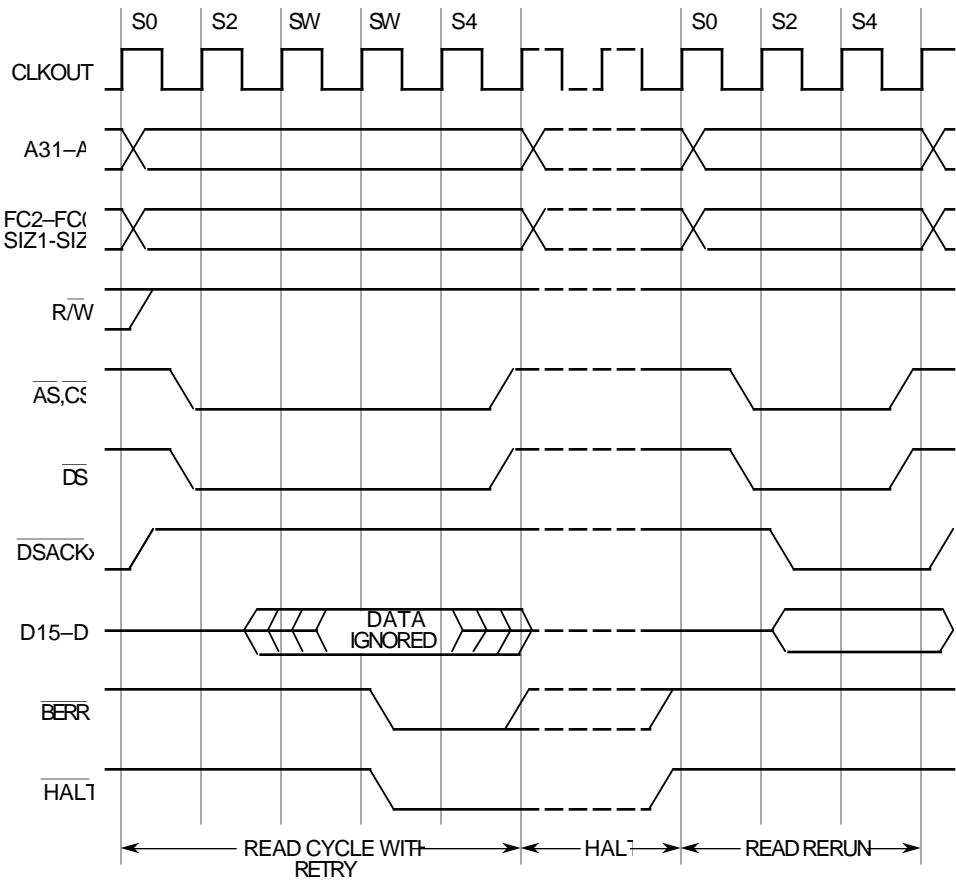 S0 S2 SW SW S4 S0 S2 S4
CLKOUT
A31–A
FC2–FC(
SIZ1-SIZ
R/W
AS,CS
DS
DSACKx
DATA
IGNORED
D15–D
BERR
HALT
READ CYCLE WITH
RETRY
HALT
READ RERUN